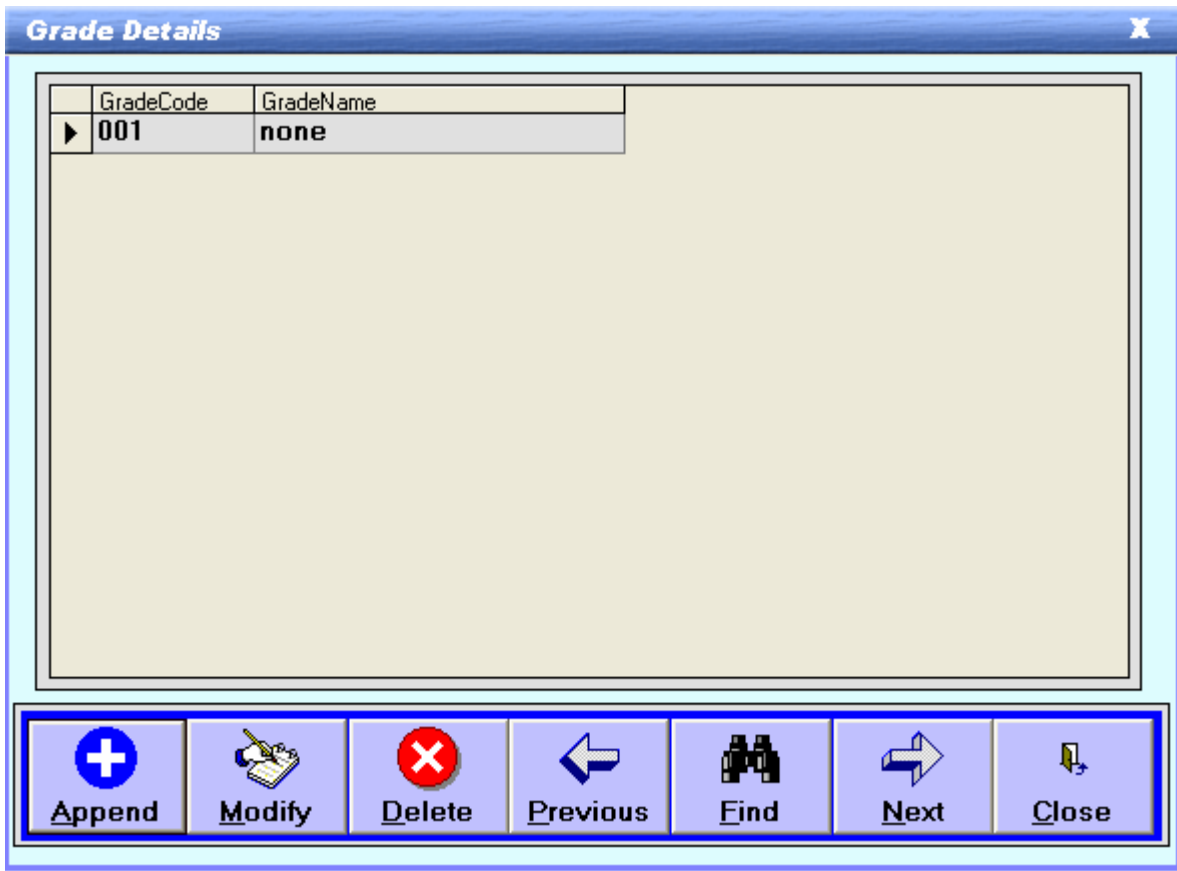 Grade Details X
GradeCode GradeName
001 none
Append Modify Delete Previous Find Next Close